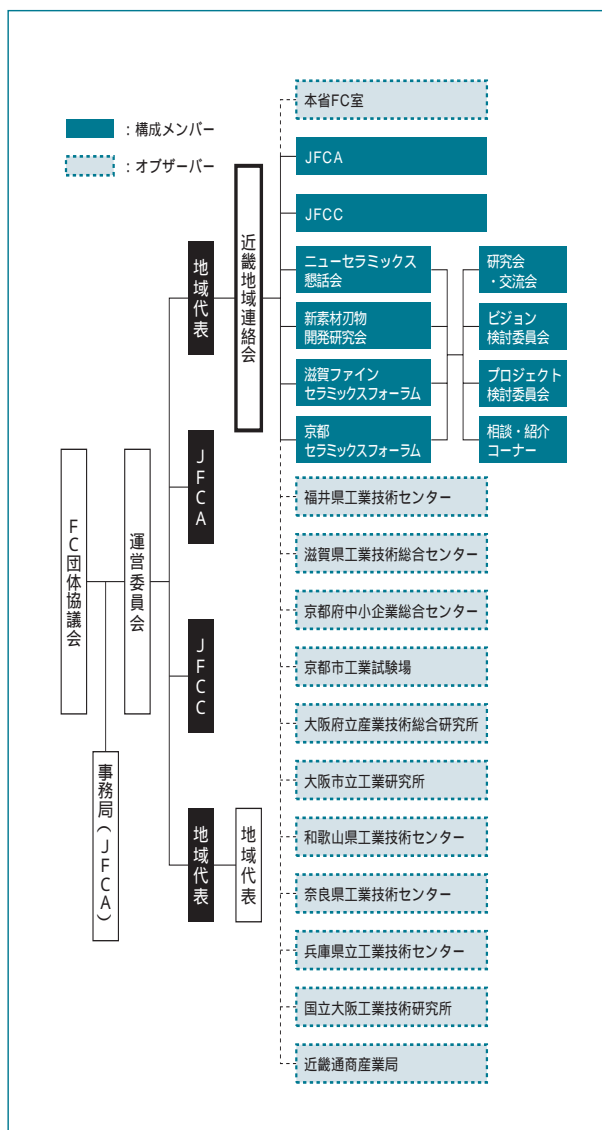 ：構成メンバー
：オブザーバー
FC団体協議会
事務局（JFCA）
運営委員会
地域代表
JFCA
JFCC
地域代表
近畿地域連絡会
地域代表
本省FC室
JFCA
JFCC
ニューセラミックス
懇話会
新素材刃物
開発研究会
滋賀ファイン
セラミックスフォーラム
京都
セラミックスフォーラム
研究会
・交流会
ビジョン
検討委員会
プロジェクト
検討委員会
相談・紹介
コーナー
福井県工業技術センター
滋賀県工業技術総合センター
京都府中小企業総合センター
京都市工業試験場
大阪府立産業技術総合研究所
大阪市立工業研究所
和歌山県工業技術センター
奈良県工業技術センター
兵庫県立工業技術センター
国立大阪工業技術研究所
近畿通商産業局